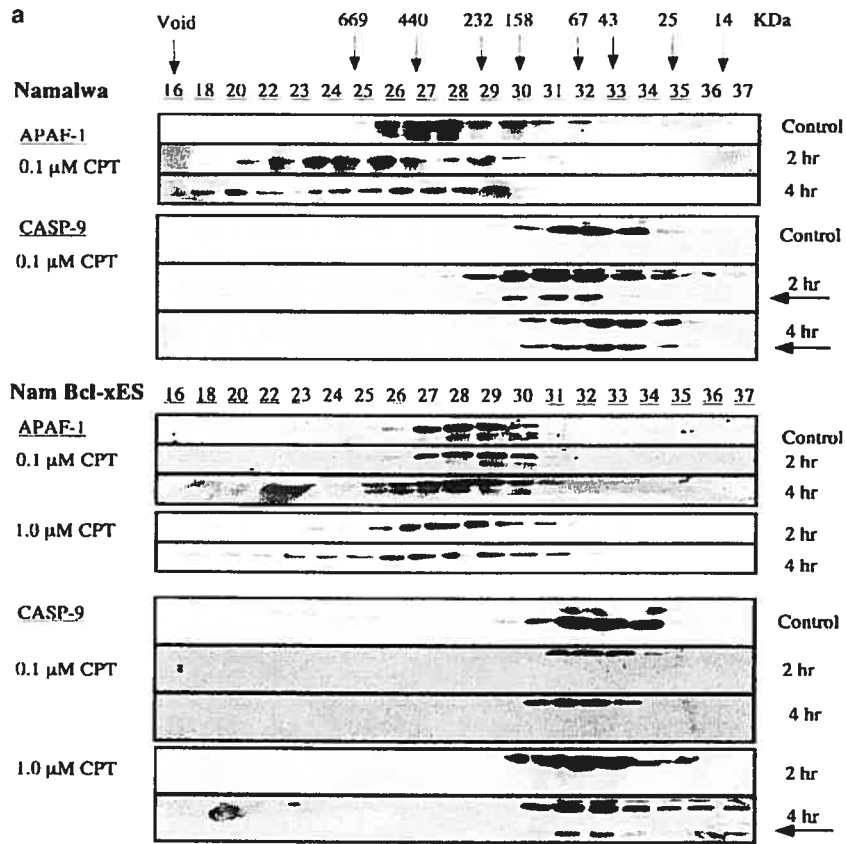 a
Void 669 440 232 158 67 43 25 14 KDa
Namalwa 16 18 20 22 23 24 25 26 27 28 29 30 31 32 33 34 35 36 37
APAF-1 Control
0.1 µM CPT 2 hr
4 hr
CASP-9 Control
0.1 µM CPT
2 hr
4 hr
Nam Bcl-xES 16 18 20 22 23 24 25 26 27 28 29 30 31 32 33 34 35 36 37
APAF-1 Control
0.1 µM CPT 2 hr
4 hr
1.0 µM CPT 2 hr
4 hr
CASP-9 Control
0.1 µM CPT 2 hr
4 hr
1.0 µM CPT 2 hr
4 hr